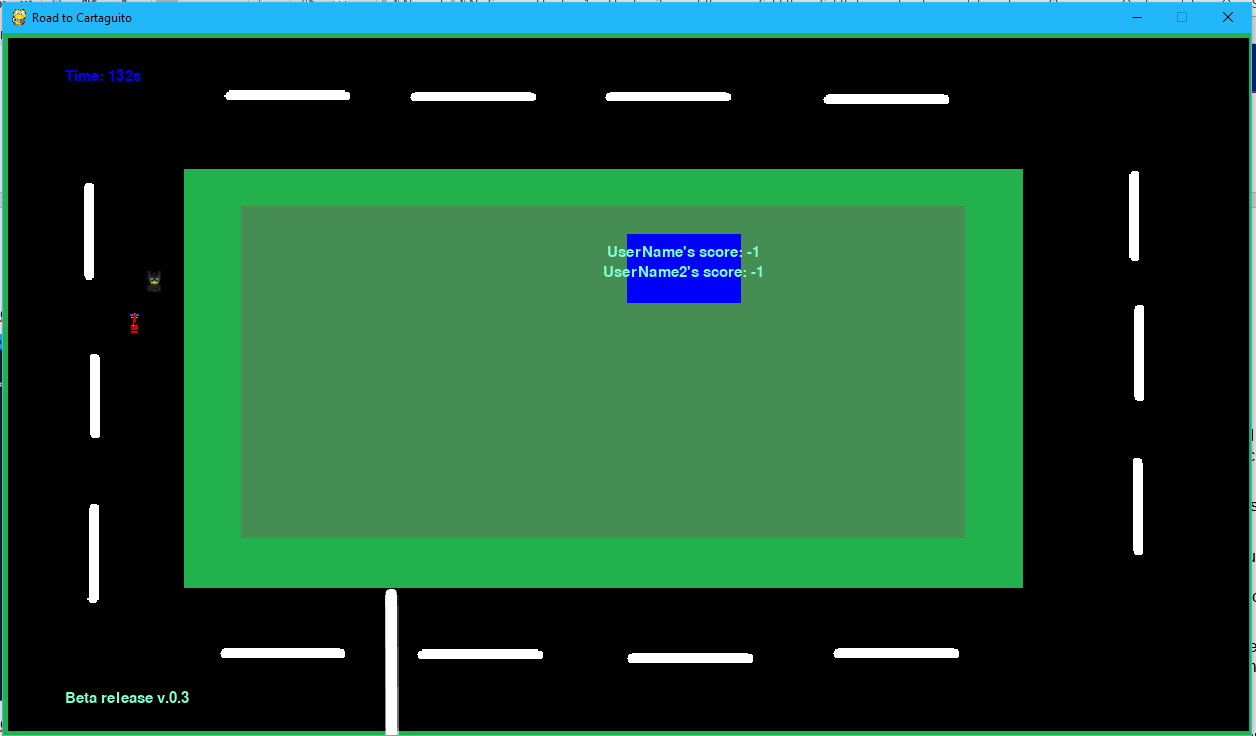 Road to Cartaguito
Time: 132s
UserName's score: -1
UserName2's score: -1
Beta release v.0.3